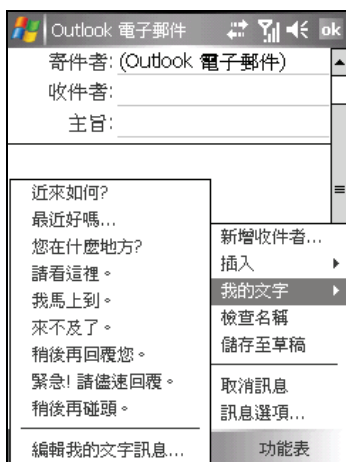 Outlook 電子郵件 ok
寄件者: (Outlook 電子郵件)
收件者:
主旨:
近來如何?
最近好嗎...
您在什麼地方?
請看這裡。
我馬上到。
來不及了。
稍後再回覆您。
緊急! 請儘速回覆。
稍後再碰頭。
編輯我的文字訊息...
新增收件者...
插入
我的文字
檢查名稱
儲存至草稿
取消訊息
訊息選項...
功能表